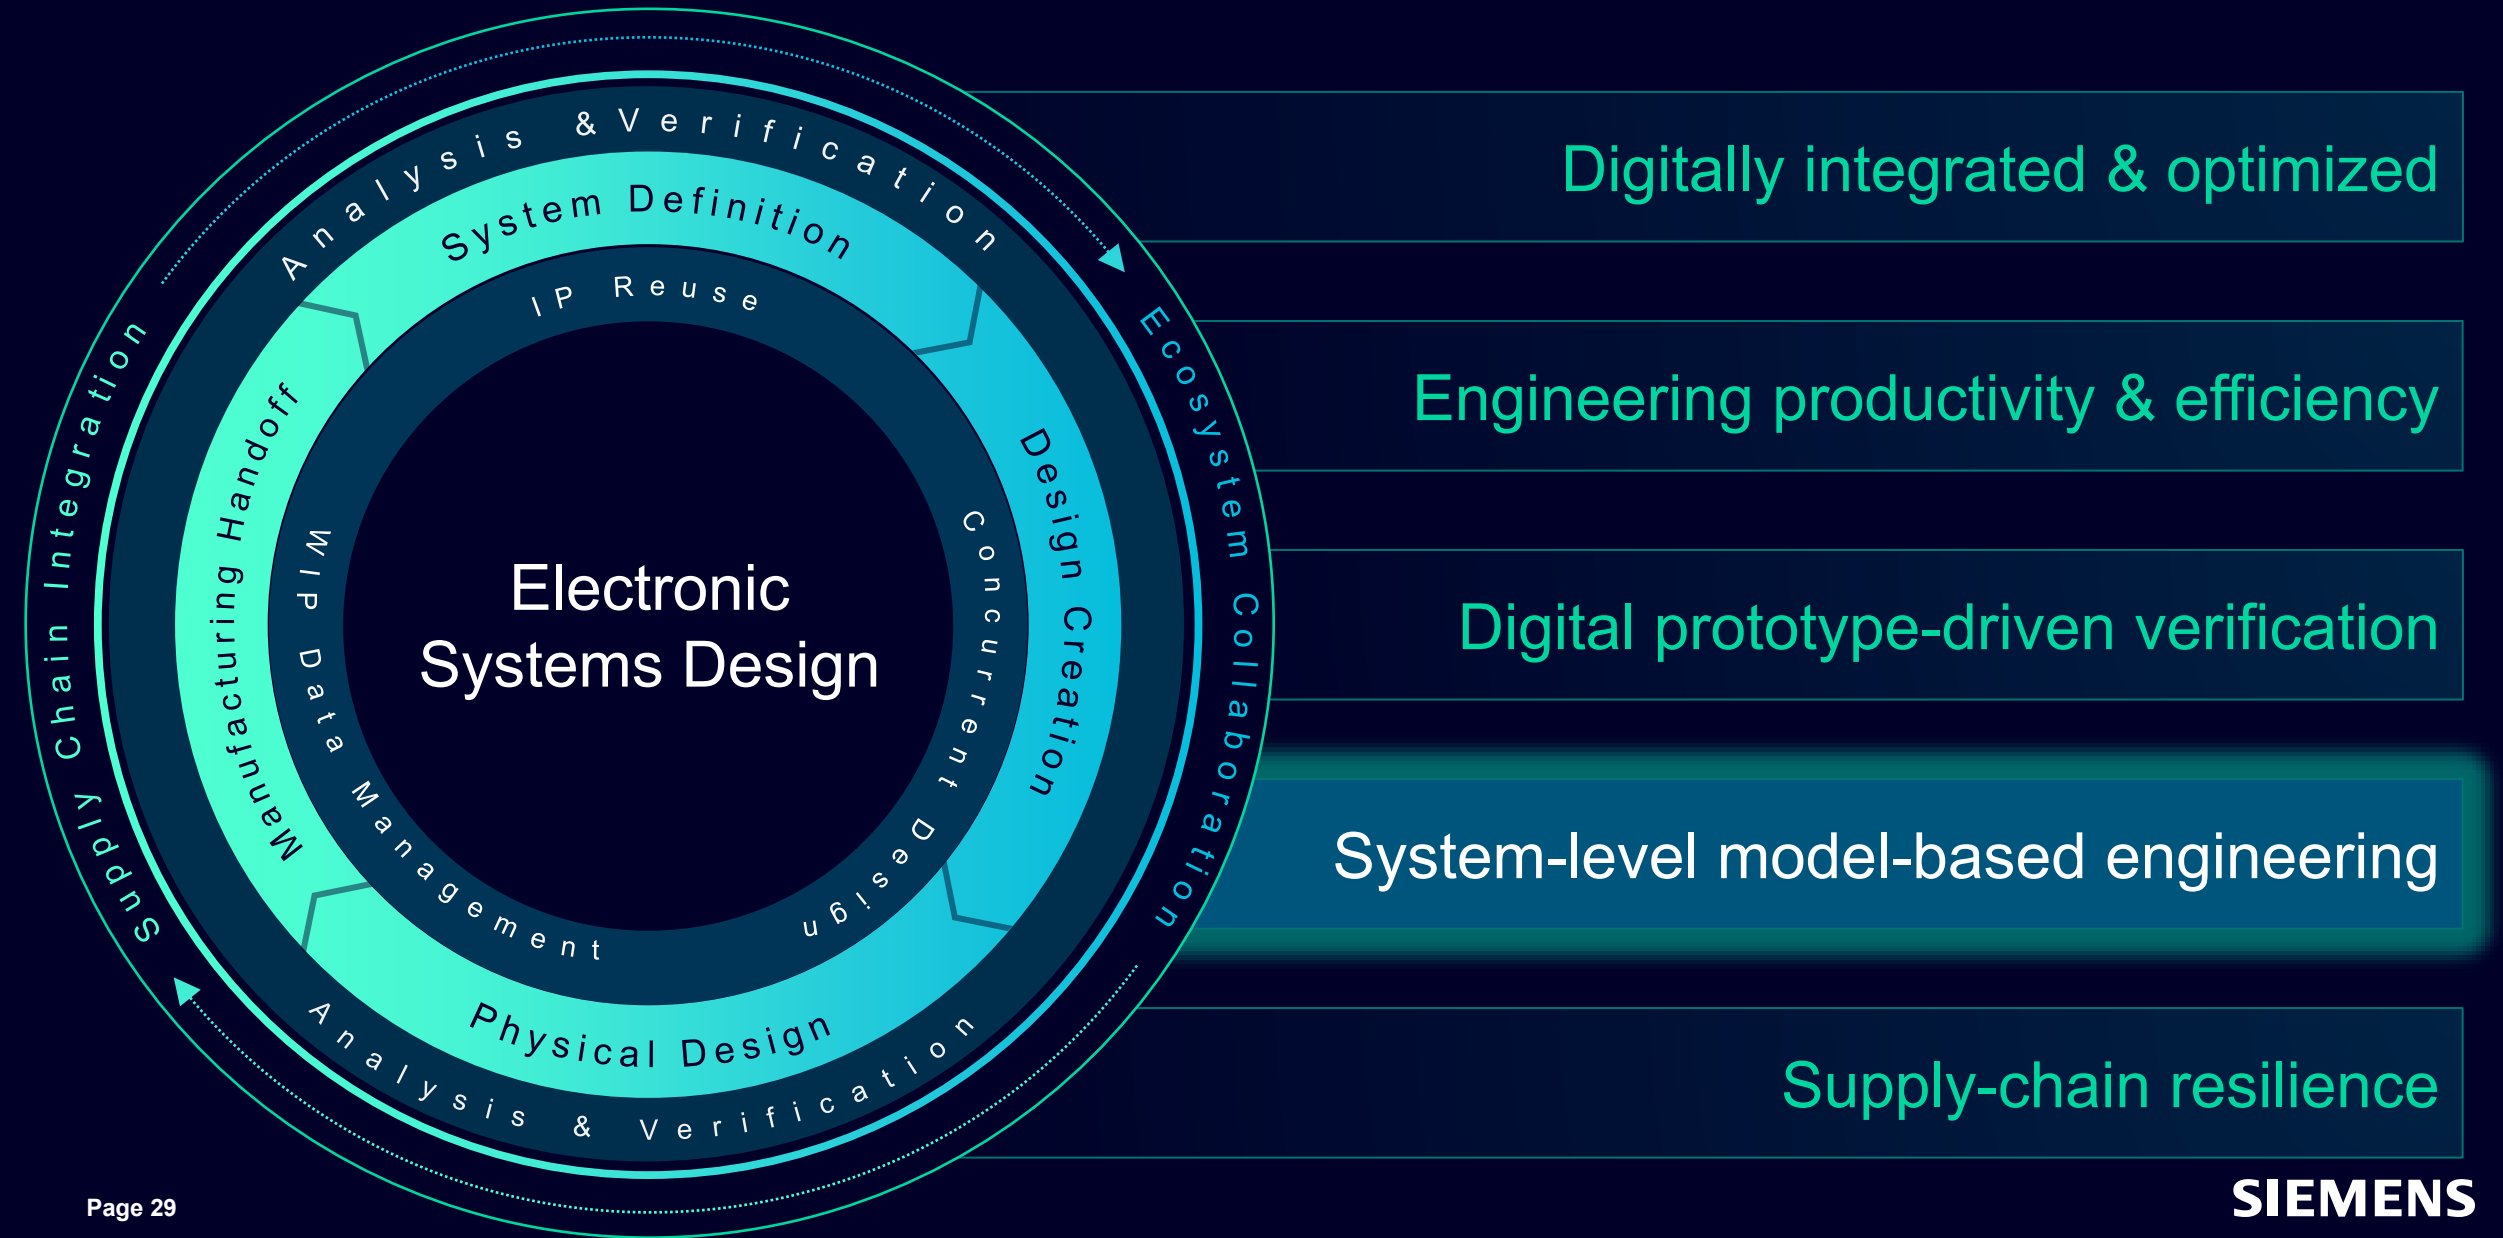 Supply Chain Integration
Ecosystem Collaboration
Analysis & Verification
System Definition
IP Reuse
Design Creation
Concurrent Design
Manufacturing Handoff
WIP Data Management
Electronic
Systems Design
Physical Design
Analysis & Verification
Digitally integrated & optimized
Engineering productivity & efficiency
Digital prototype-driven verification
System-level model-based engineering
Supply-chain resilience
Page 29
SIEMENS